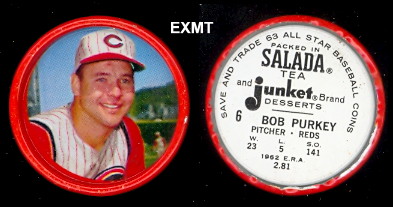 EXMT
C
SAVE AND TRADE 63 ALL STAR BASEBALL COINS
PACKED IN
SALADA®
TEA
and Junket® Brand
DESSERTS
6
BOB PURKEY
PITCHER - REDS
W. L. S.O.
23 5 141
1962 E.R.A
2.81